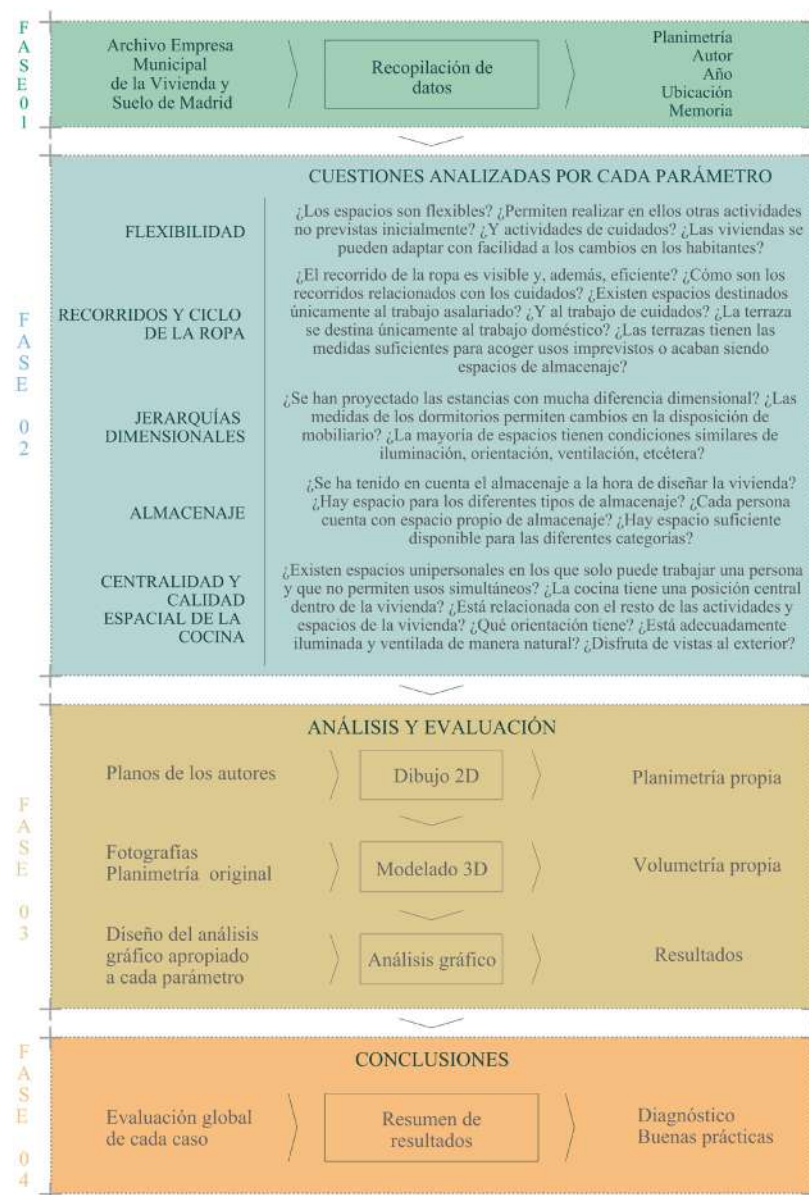 FASE 01
Archivo Empresa
Municipal
de la Vivienda y
Suelo de Madrid
Recopilación de
datos
Planimetría
Autor
Año
Ubicación
Memoria
FASE 02
CUESTIONES ANALIZADAS POR CADA PARÁMETRO
FLEXIBILIDAD
¿Los espacios son flexibles? ¿Permiten realizar en ellos otras actividades
no previstas inicialmente? ¿Y actividades de cuidados? ¿Las viviendas se
pueden adaptar con facilidad a los cambios en los habitantes?
RECORRIDOS Y CICLO
DE LA ROPA
¿El recorrido de la ropa es visible y, además, eficiente? ¿Cómo son los
recorridos relacionados con los cuidados? ¿Existen espacios destinados
únicamente al trabajo asalariado? ¿Y al trabajo de cuidados? ¿La terraza
se destina únicamente al trabajo doméstico? ¿Las terrazas tienen las
medidas suficientes para acoger usos imprevistos o acaban siendo
espacios de almacenaje?
JERARQUÍAS
DIMENSIONALES
¿Se han proyectado las estancias con mucha diferencia dimensional? ¿Las
medidas de los dormitorios permiten cambios en la disposición de
mobiliario? ¿La mayoría de espacios tienen condiciones similares de
iluminación, orientación, ventilación, etcétera?
ALMACENAJE
¿Se ha tenido en cuenta el almacenaje a la hora de diseñar la vivienda?
¿Hay espacio para los diferentes tipos de almacenaje? ¿Cada persona
cuenta con espacio propio de almacenaje? ¿Hay espacio suficiente
disponible para las diferentes categorías?
CENTRALIDAD Y
CALIDAD
ESPACIAL DE LA
COCINA
¿Existen espacios unipersonales en los que solo puede trabajar una persona
y que no permiten usos simultáneos? ¿La cocina tiene una posición central
dentro de la vivienda? ¿Está relacionada con el resto de las actividades y
espacios de la vivienda? ¿Qué orientación tiene? ¿Está adecuadamente
iluminada y ventilada de manera natural? ¿Disfruta de vistas al exterior?
FASE 03
ANÁLISIS Y EVALUACIÓN
Planos de los autores
Dibujo 2D
Planimetría propia
Fotografías
Planimetría original
Modelado 3D
Volumetría propia
Diseño del análisis
gráfico apropiado
a cada parámetro
Análisis gráfico
Resultados
FASE 04
CONCLUSIONES
Evaluación global
de cada caso
Resumen de
resultados
Diagnóstico
Buenas prácticas